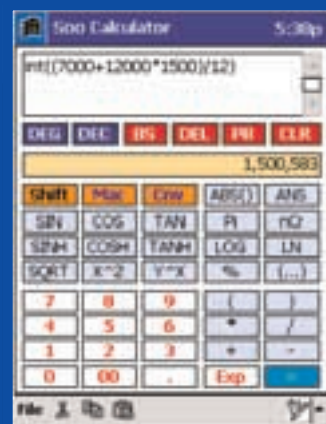 Soo Calculator 5:38p
int((7000+12000*1500)/12)
DEG DEC BS DEL PR CLR
1,500,583
Shift Mac Cnv ABS() ANS
SIN COS TAN Pi nCr
SINH COSH TANH LOG LN
SQRT X^2 Y^X % (...)
7 8 9 ( )
4 5 6 * /
1 2 3 + -
0 00 . Exp =
File